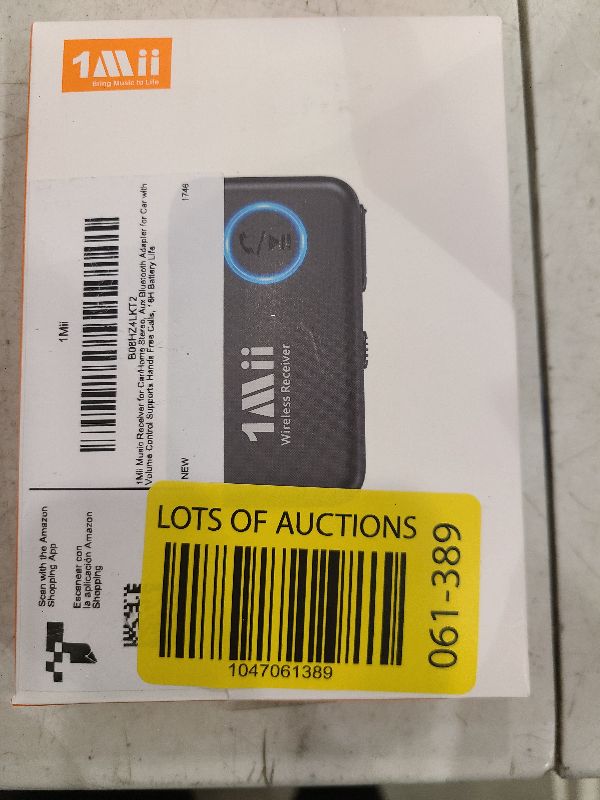 1Mii
Bring Music to Life
1Mii
Wireless Receiver
1Mii
B08HZ4LKT2
1Mii Music Receiver for Car/Home Stereo, Aux Bluetooth Adapter for Car with
Volume Control Supports Hands Free Calls, 16H Battery Life
1746
NEW
Scan with the Amazon
Shopping App
Escanear con
la aplicación Amazon
Shopping
LOTS OF AUCTIONS
1047061389
061-389